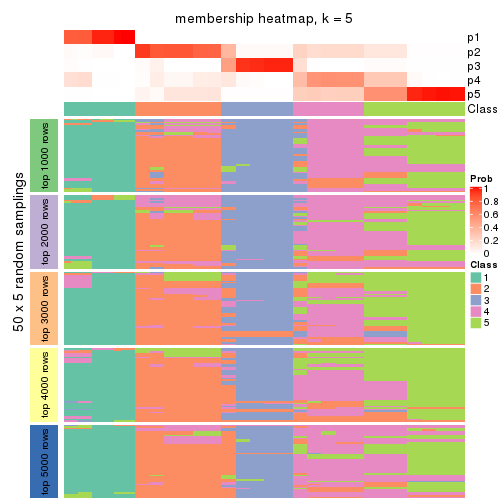 membership heatmap, k = 5
p1
p2
p3
p4
p5
Class
50 x 5 random samplings
top 1000 rows
top 2000 rows
top 3000 rows
top 4000 rows
top 5000 rows
Prob
1
0.8
0.6
0.4
0.2
0
Class
1
2
3
4
5